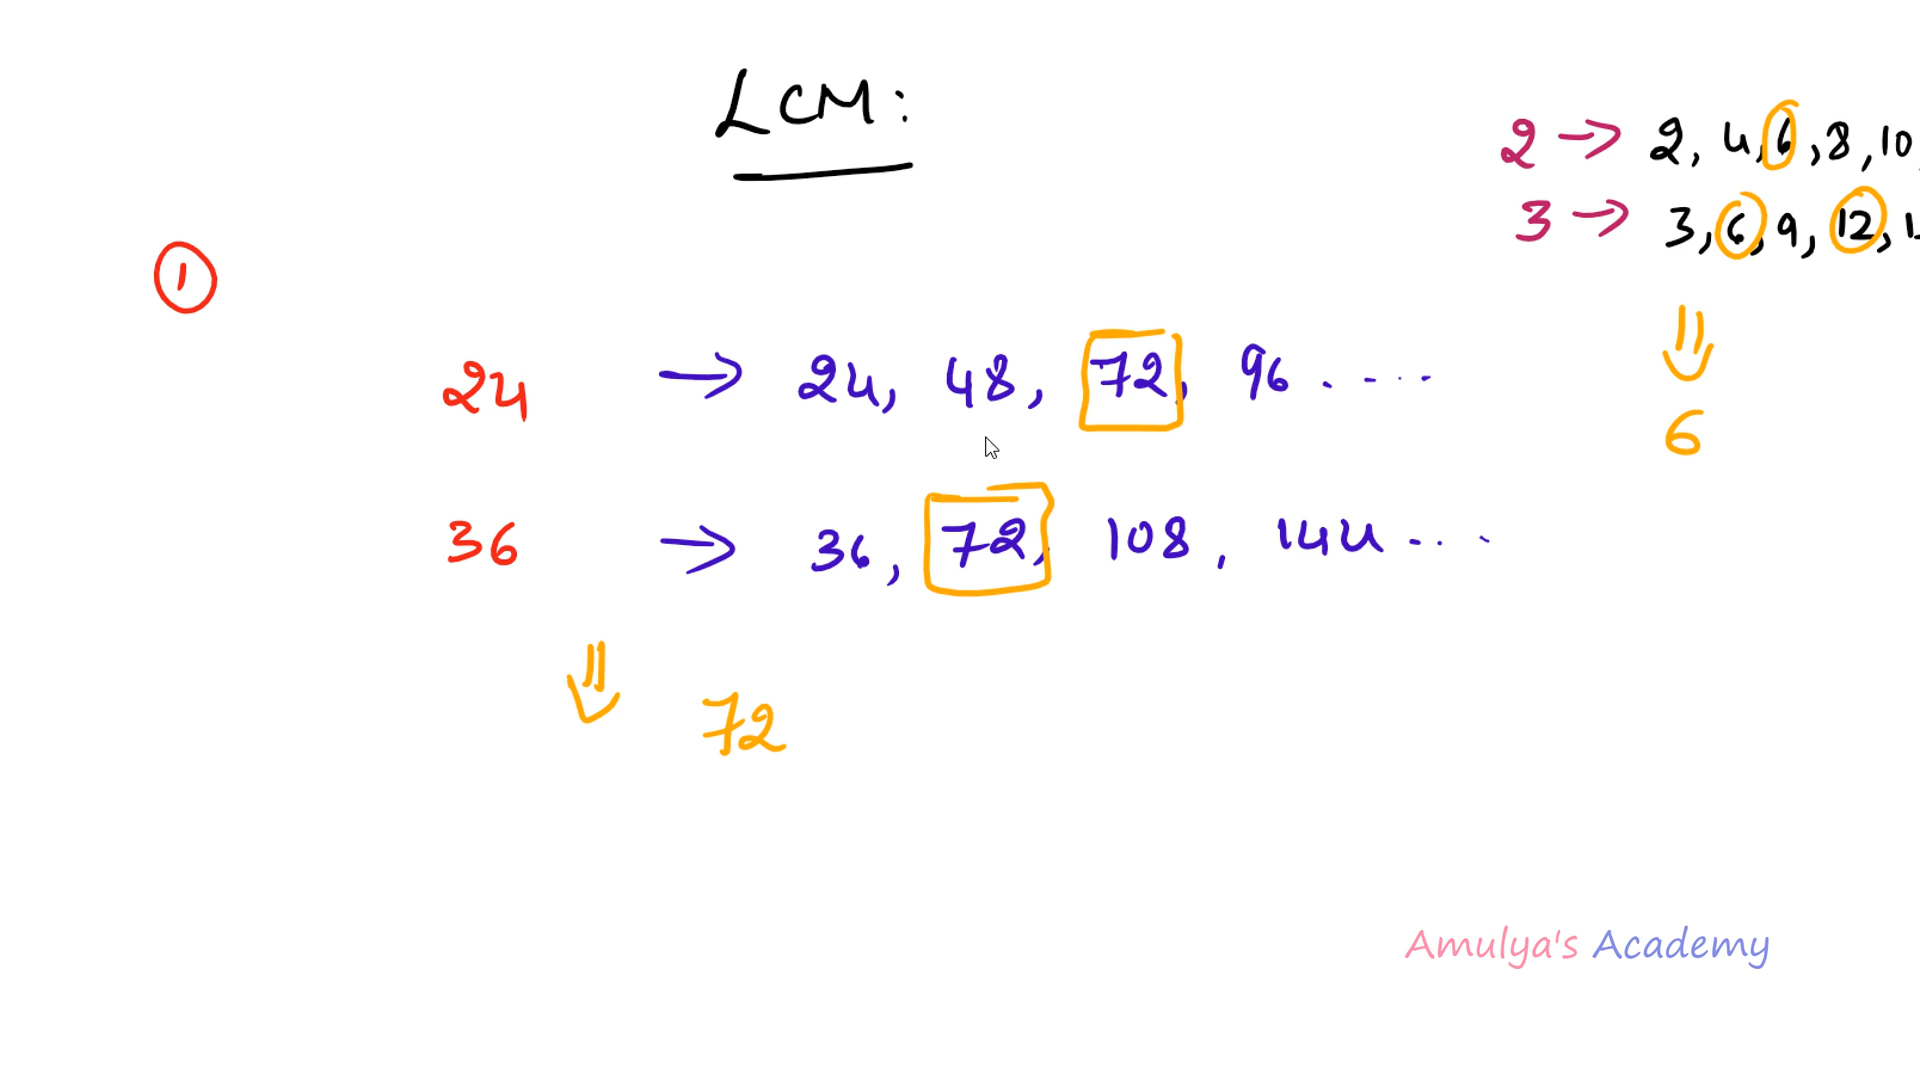 LCM:
2 → 2, 4, 6, 8, 10,
3 → 3, 6, 9, 12,
⇓
6
1
24 → 24, 48, 72, 96 . . . . .
36 → 36, 72, 108, 144 . . . .
⇓ 72
Amulya's Academy